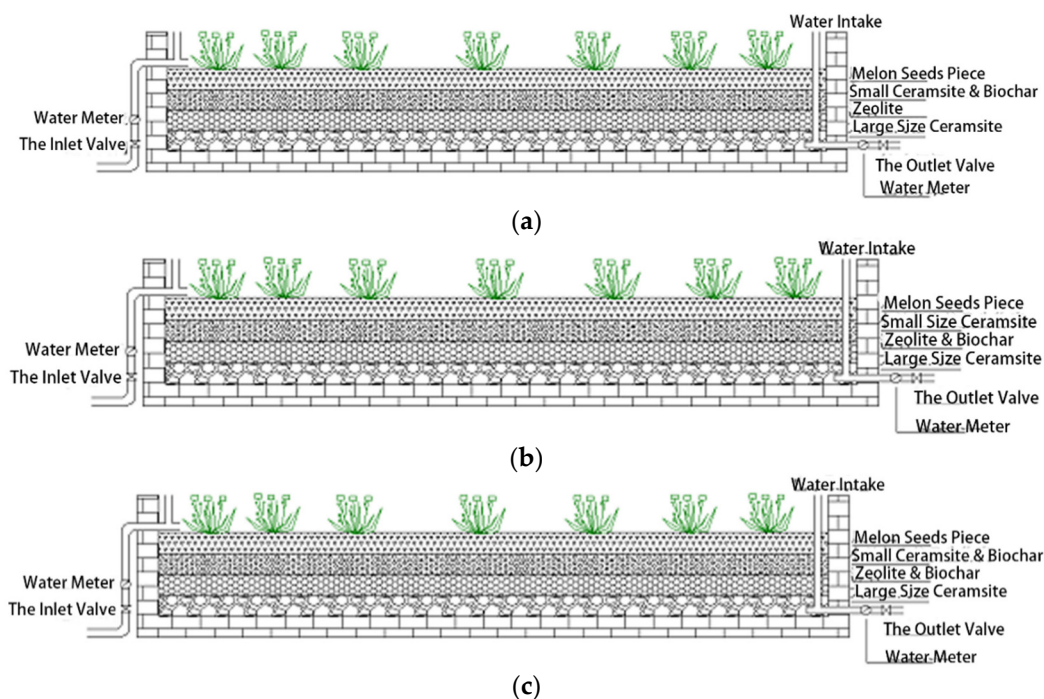 Water Intake
Melon Seeds Piece
Small Ceramsite & Biochar
Zeolite
Large Size Ceramsite
Water Meter
The Inlet Valve
The Outlet Valve
Water Meter
(a)
Water Intake
Melon Seeds Piece
Small Size Ceramsite
Zeolite & Biochar
Large Size Ceramsite
Water Meter
The Inlet Valve
The Outlet Valve
Water Meter
(b)
Water Intake
Melon Seeds Piece
Small Ceramsite & Biochar
Zeolite & Biochar
Large Size Ceramsite
Water Meter
The Inlet Valve
The Outlet Valve
Water Meter
(c)